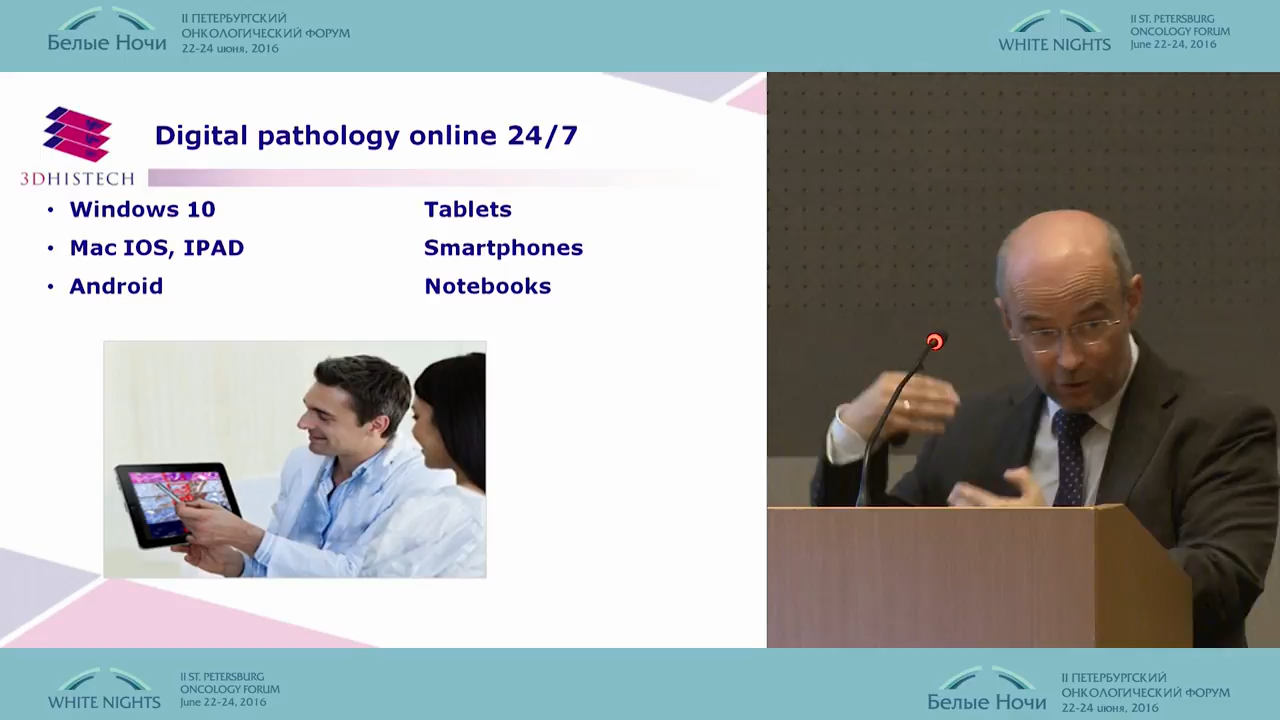 Белые Ночи
II ПЕТЕРБУРГСКИЙ
ОНКОЛОГИЧЕСКИЙ ФОРУМ
22-24 июня, 2016
WHITE NIGHTS
II ST. PETERSBURG
ONCOLOGY FORUM
June 22-24, 2016
3DHISTECH
Digital pathology online 24/7
• Windows 10 Tablets
• Mac IOS, IPAD Smartphones
• Android Notebooks
WHITE NIGHTS
II ST. PETERSBURG
ONCOLOGY FORUM
June 22-24, 2016
Белые Ночи
II ПЕТЕРБУРГСКИЙ
ОНКОЛОГИЧЕСКИЙ ФОРУМ
22-24 июня, 2016